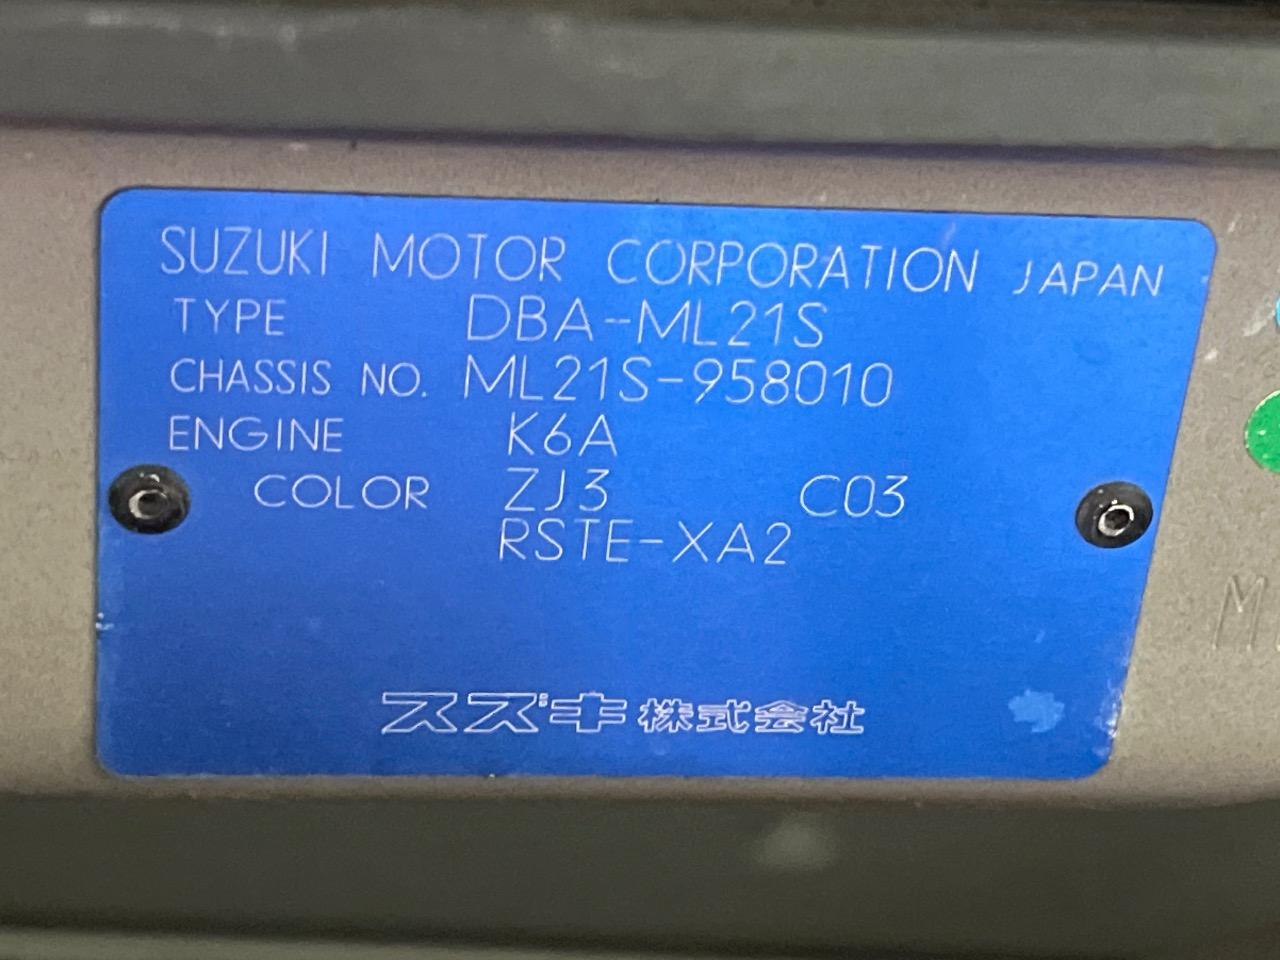 SUZUKI MOTOR CORPORATION JAPAN
TYPE DBA-ML21S
CHASSIS NO. ML21S-958010
ENGINE K6A
COLOR ZJ3 C03
RSTE-XA2
スズキ株式会社
M